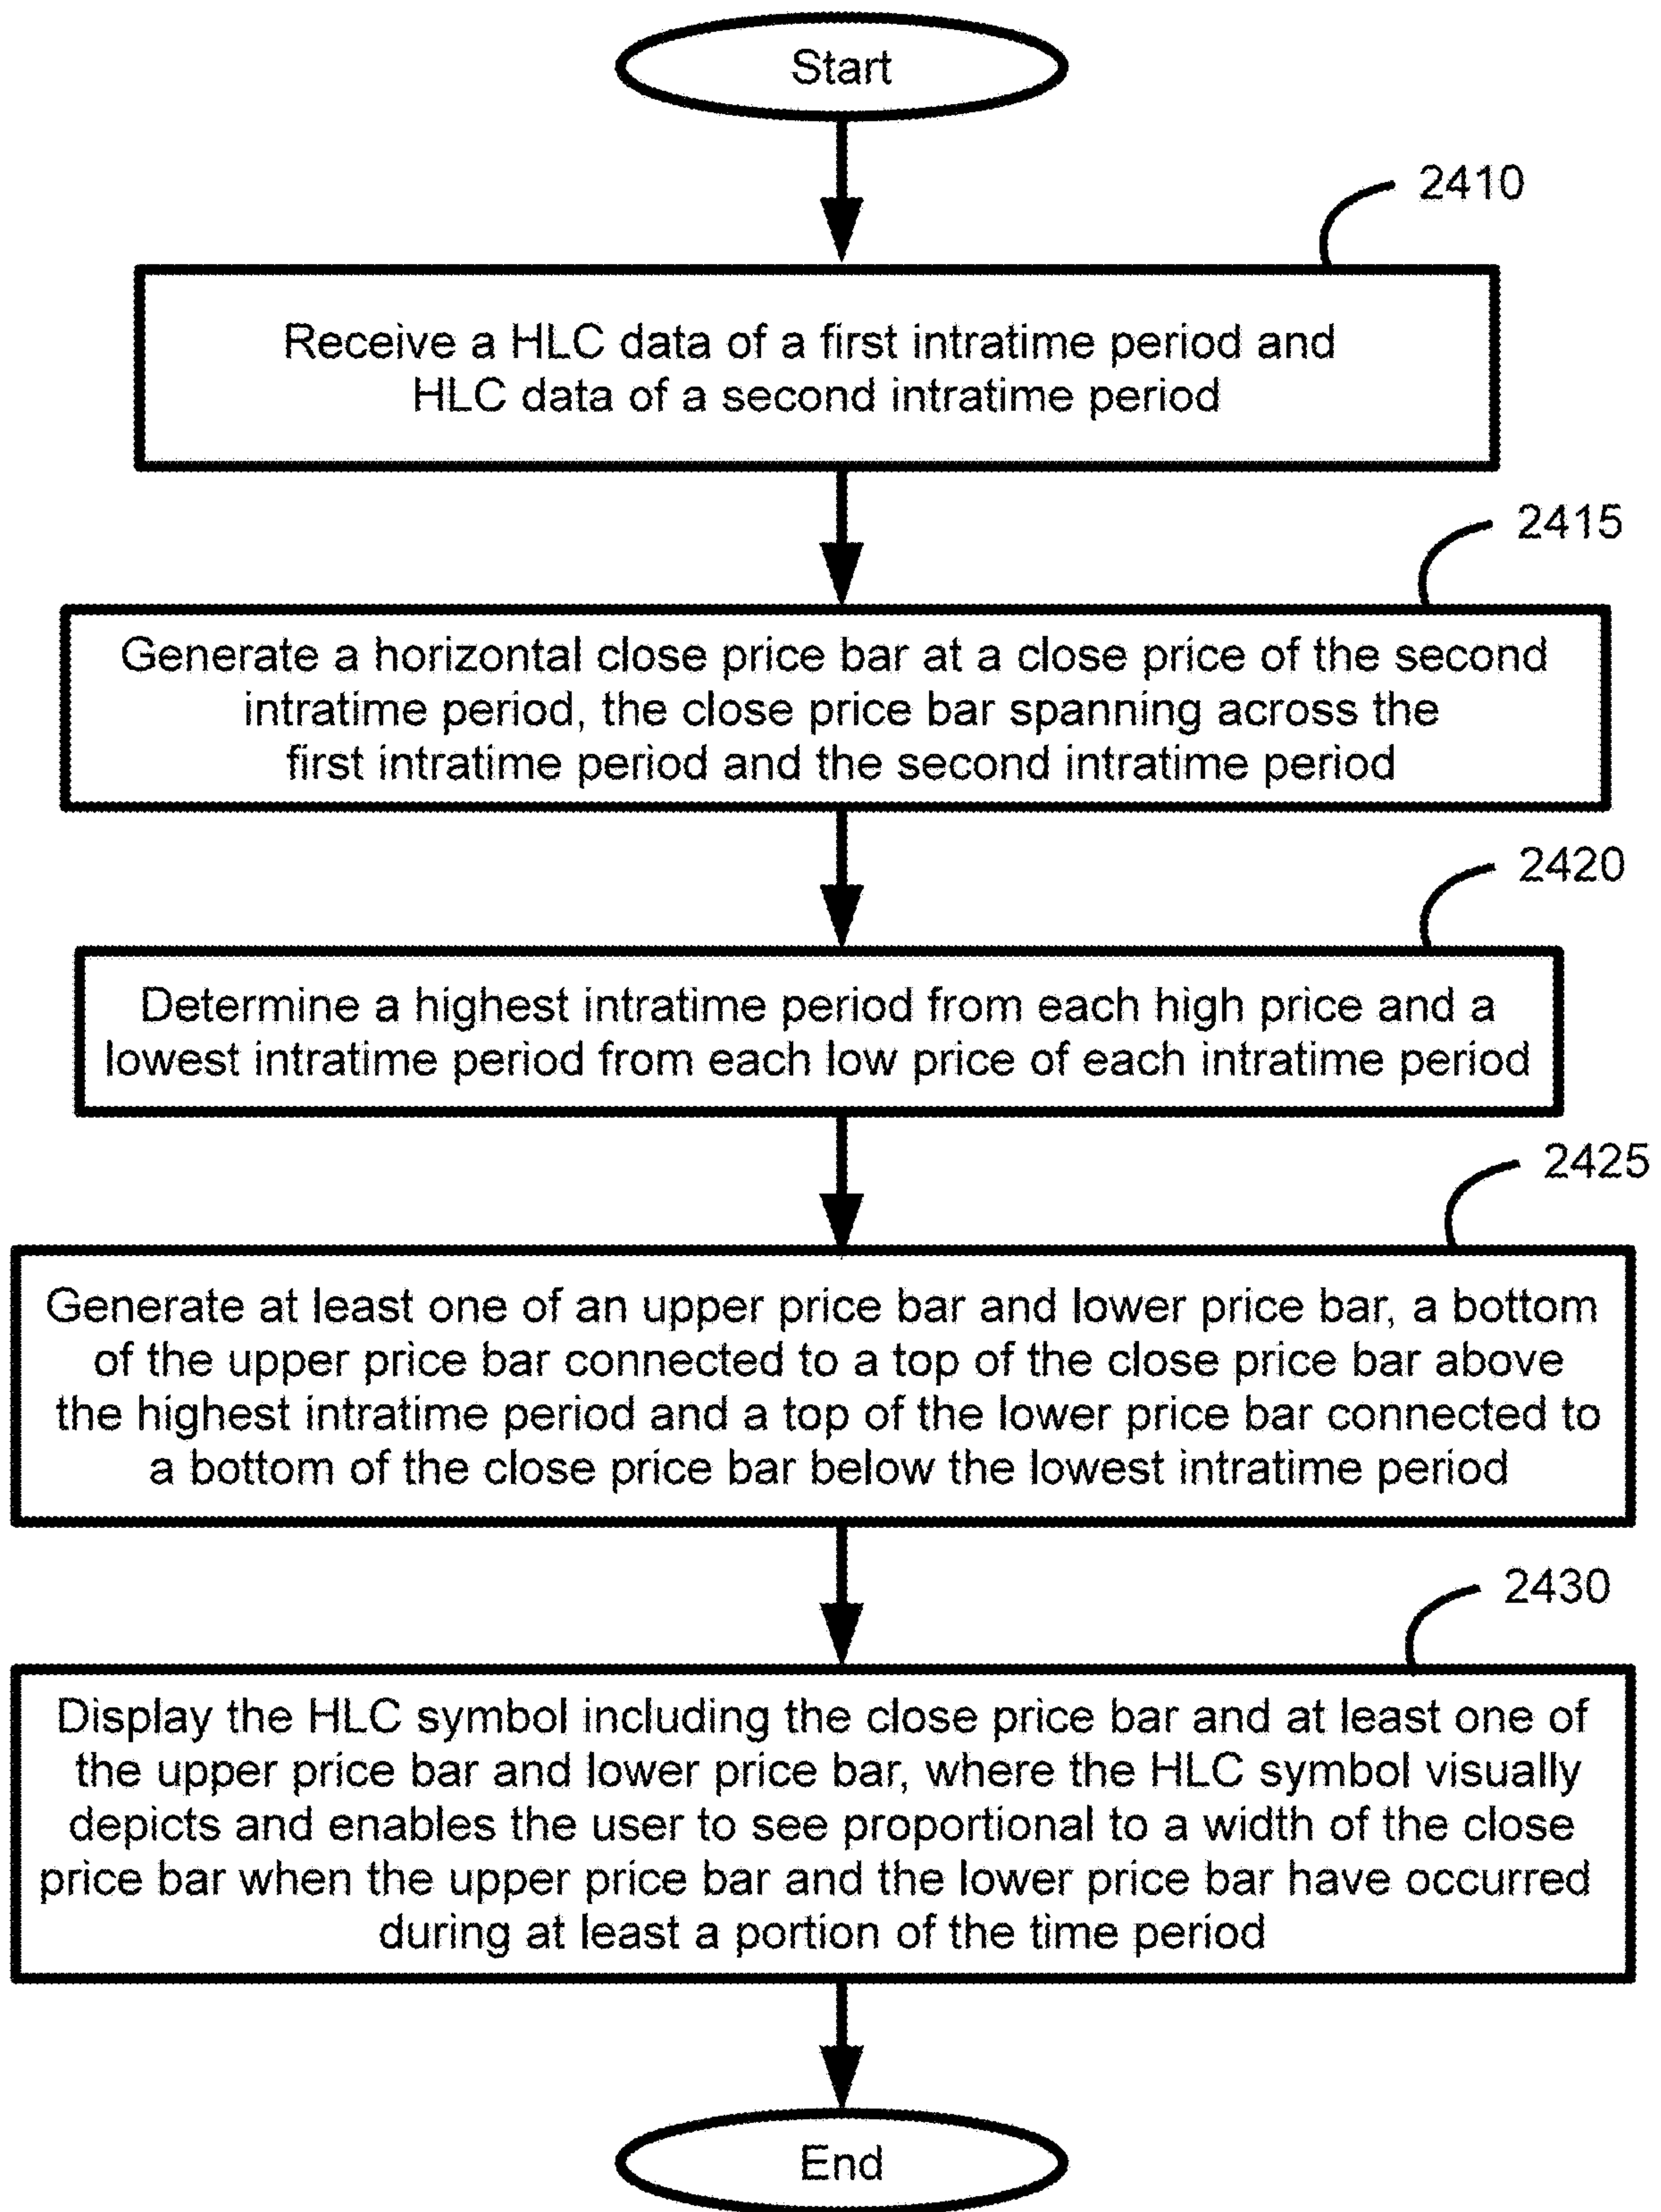 Start
2410
Receive a HLC data of a first intratime period and
HLC data of a second intratime period
2415
Generate a horizontal close price bar at a close price of the second
intratime period, the close price bar spanning across the
first intratime period and the second intratime period
2420
Determine a highest intratime period from each high price and a
lowest intratime period from each low price of each intratime period
2425
Generate at least one of an upper price bar and lower price bar, a bottom
of the upper price bar connected to a top of the close price bar above
the highest intratime period and a top of the lower price bar connected to
a bottom of the close price bar below the lowest intratime period
2430
Display the HLC symbol including the close price bar and at least one of
the upper price bar and lower price bar, where the HLC symbol visually
depicts and enables the user to see proportional to a width of the close
price bar when the upper price bar and the lower price bar have occurred
during at least a portion of the time period
End